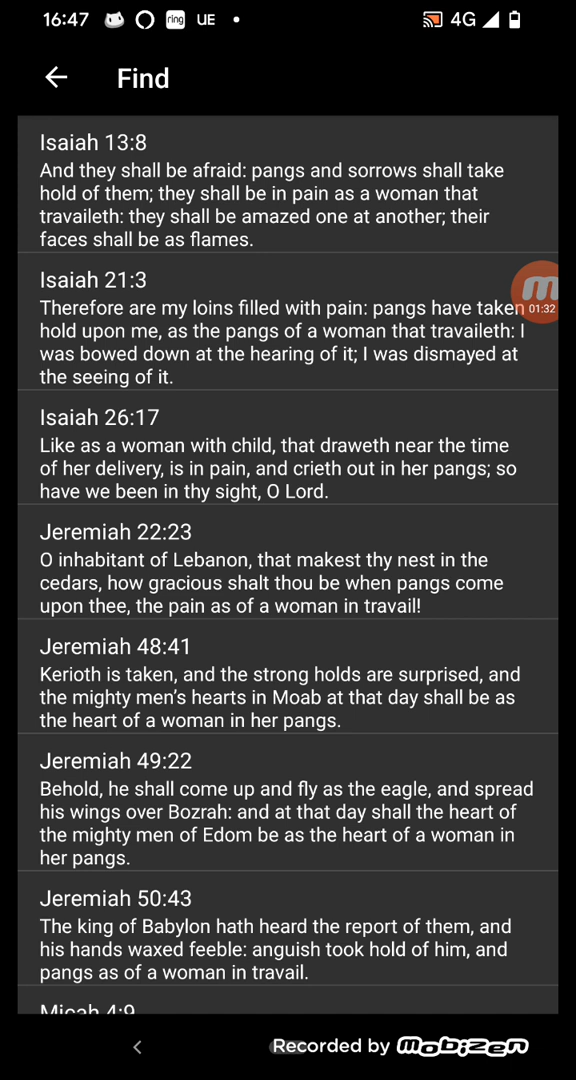 16:47 ring UE 4G
Find
Isaiah 13:8
And they shall be afraid: pangs and sorrows shall take
hold of them; they shall be in pain as a woman that
travaileth: they shall be amazed one at another; their
faces shall be as flames.
Isaiah 21:3
Therefore are my loins filled with pain: pangs have taken
01:32
hold upon me, as the pangs of a woman that travaileth: I
was bowed down at the hearing of it; I was dismayed at
the seeing of it.
Isaiah 26:17
Like as a woman with child, that draweth near the time
of her delivery, is in pain, and crieth out in her pangs; so
have we been in thy sight, O Lord.
Jeremiah 22:23
O inhabitant of Lebanon, that makest thy nest in the
cedars, how gracious shalt thou be when pangs come
upon thee, the pain as of a woman in travail!
Jeremiah 48:41
Kerioth is taken, and the strong holds are surprised, and
the mighty men’s hearts in Moab at that day shall be as
the heart of a woman in her pangs.
Jeremiah 49:22
Behold, he shall come up and fly as the eagle, and spread
his wings over Bozrah: and at that day shall the heart of
the mighty men of Edom be as the heart of a woman in
her pangs.
Jeremiah 50:43
The king of Babylon hath heard the report of them, and
his hands waxed feeble: anguish took hold of him, and
pangs as of a woman in travail.
Micah 4:9
Recorded by Mobizen